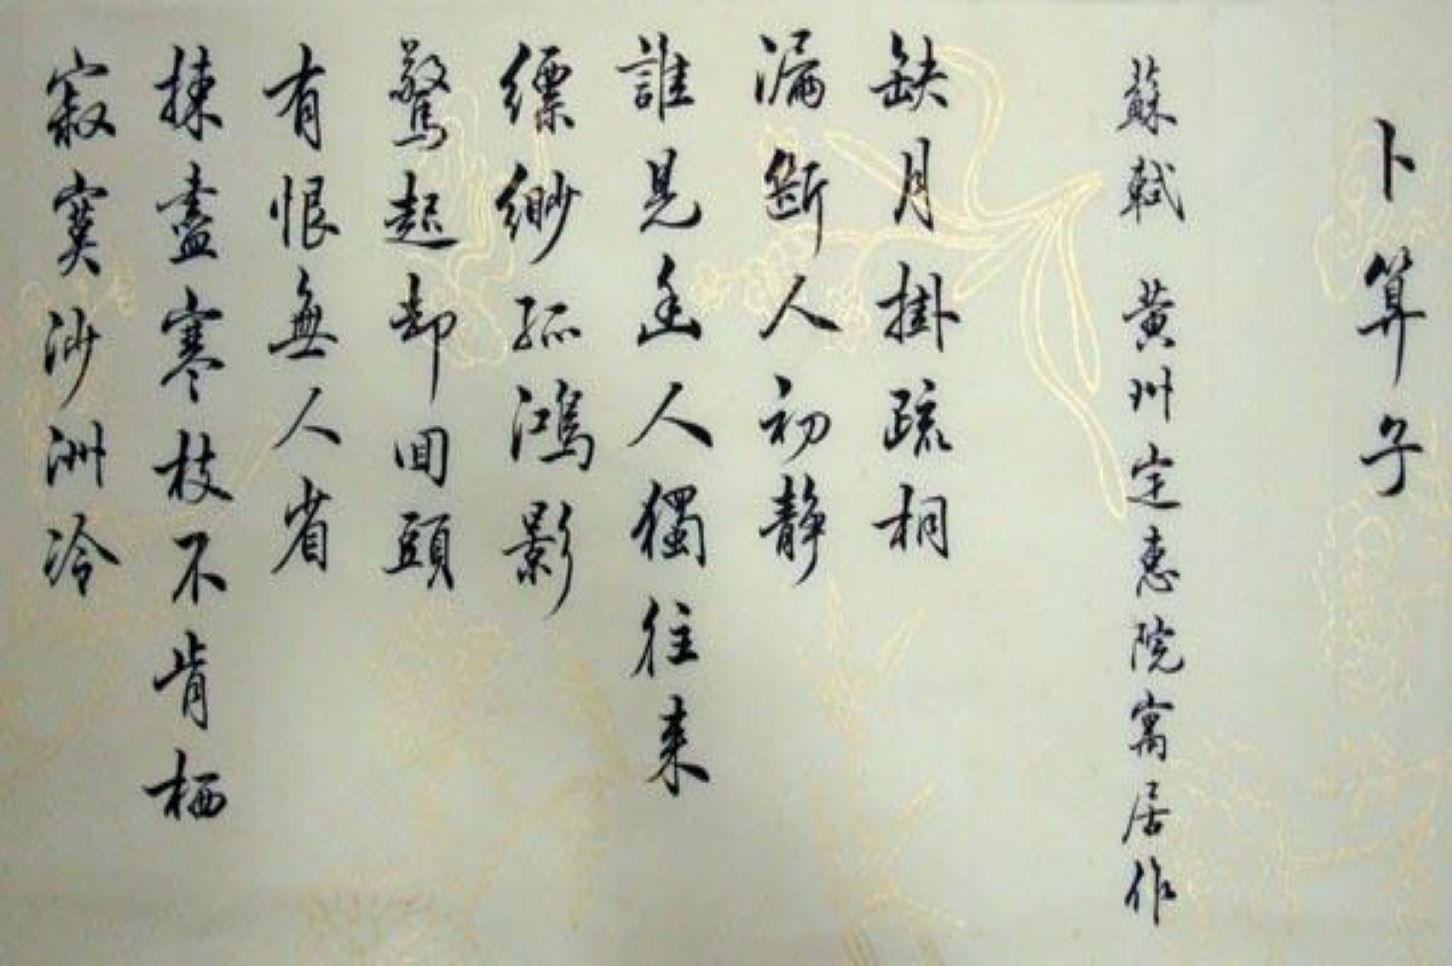 卜算子
蘇軾 黄州定惠院寓居作
缺月掛疏桐
漏斷人初静
誰見幽人獨往来
縹緲孤鴻影
驚起却回頭
有恨無人省
揀盡寒枝不肯栖
寂寞沙洲冷